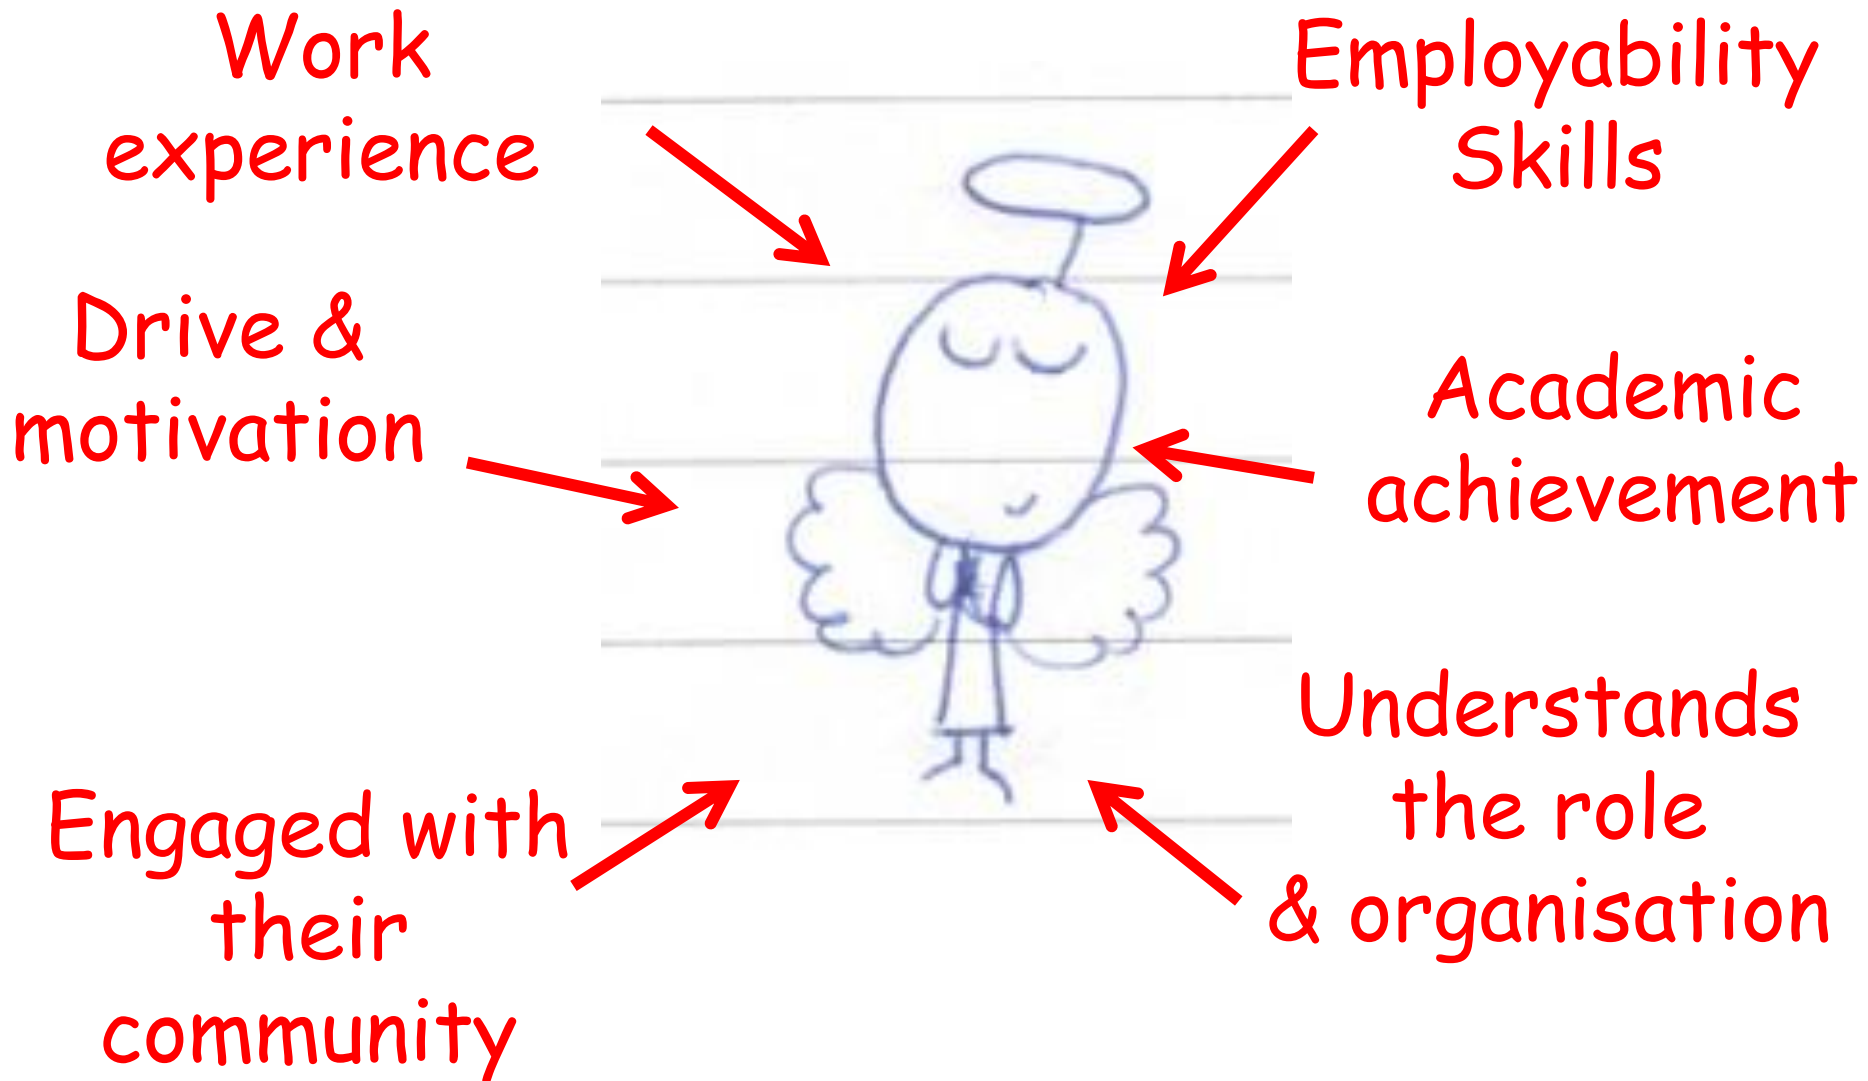 Work
experience
Employability
Skills
Drive &
motivation
Academic
achievement
Engaged with
their
community
Understands
the role
& organisation